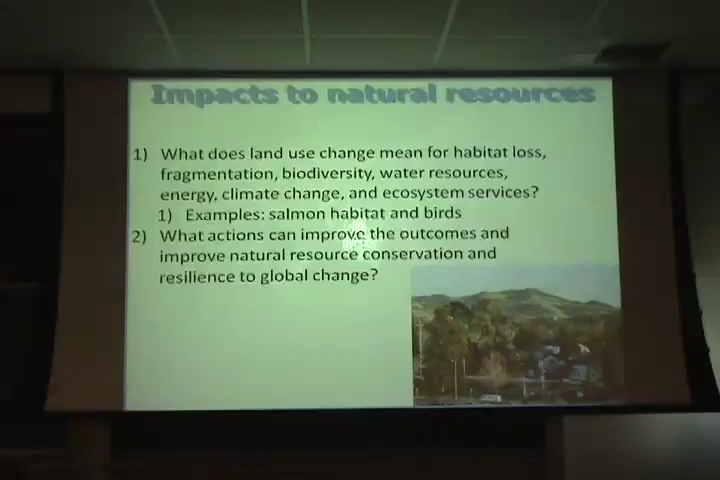 Impacts to natural resources
1) What does land use change mean for habitat loss,
fragmentation, biodiversity, water resources,
energy, climate change, and ecosystem services?
1) Examples: salmon habitat and birds
2) What actions can improve the outcomes and
improve natural resource conservation and
resilience to global change?